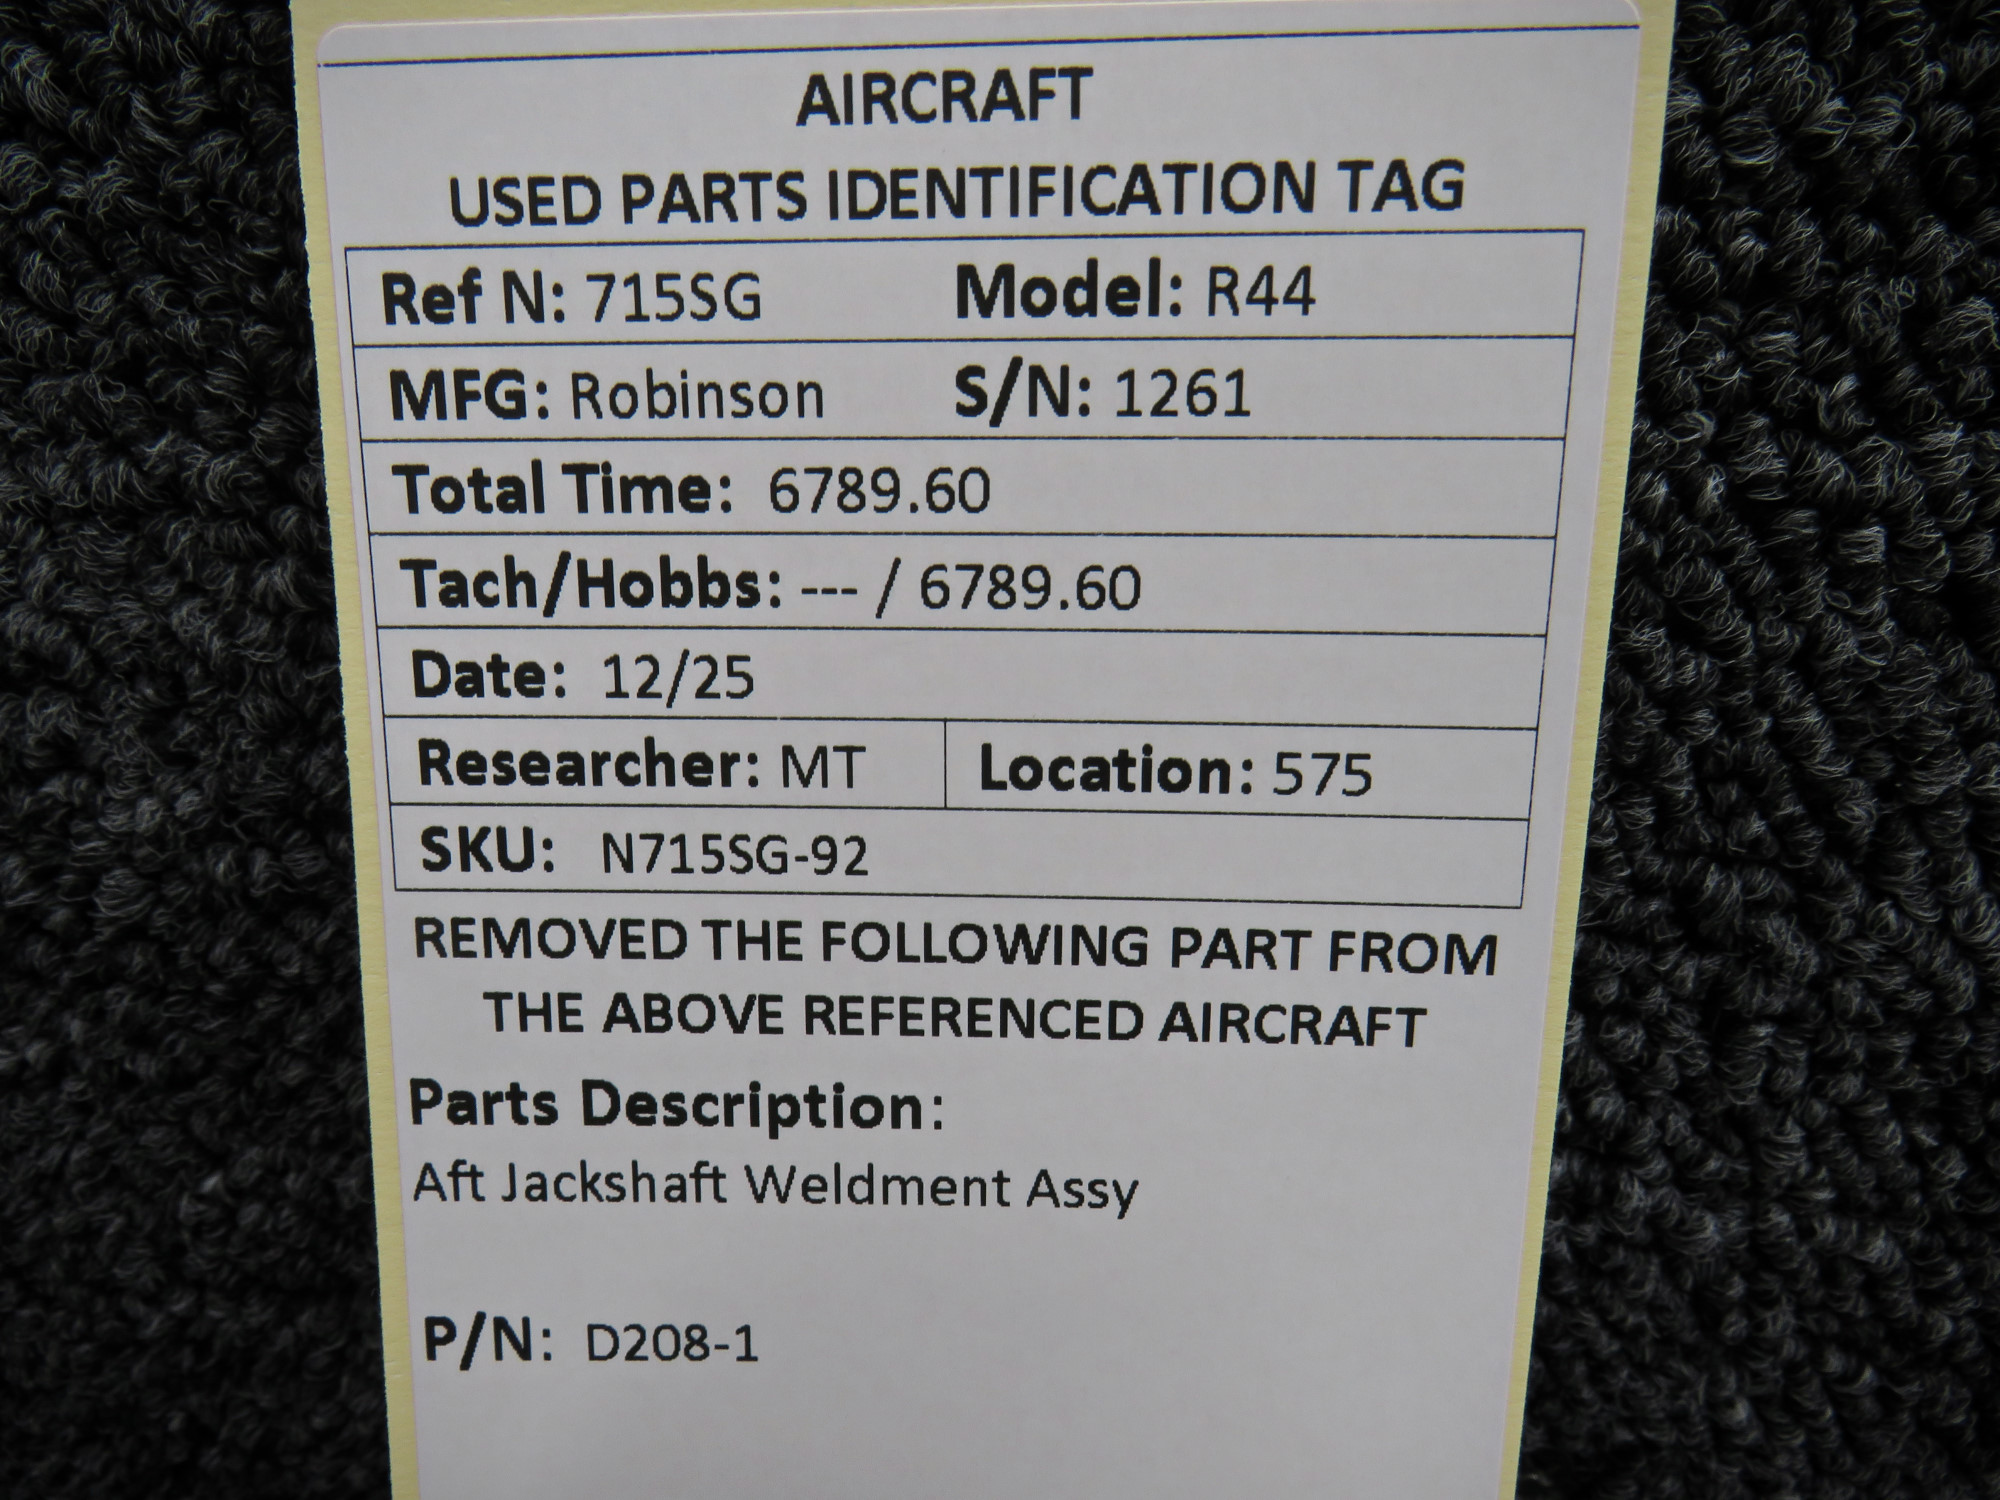 AIRCRAFT
USED PARTS IDENTIFICATION TAG
Ref N: 715SG Model: R44
MFG: Robinson S/N: 1261
Total Time: 6789.60
Tach/Hobbs: --- / 6789.60
Date: 12/25
Researcher: MT Location: 575
SKU: N715SG-92
REMOVED THE FOLLOWING PART FROM
THE ABOVE REFERENCED AIRCRAFT
Parts Description:
Aft Jackshaft Weldment Assy
P/N: D208-1